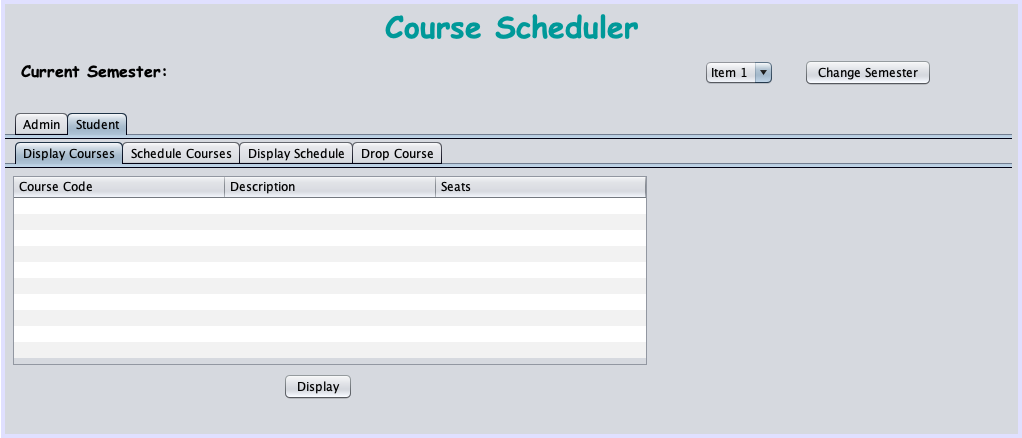 Course Scheduler
Current Semester: Item 1 Change Semester
Admin Student
Display Courses Schedule Courses Display Schedule Drop Course
Course Code Description Seats
Display